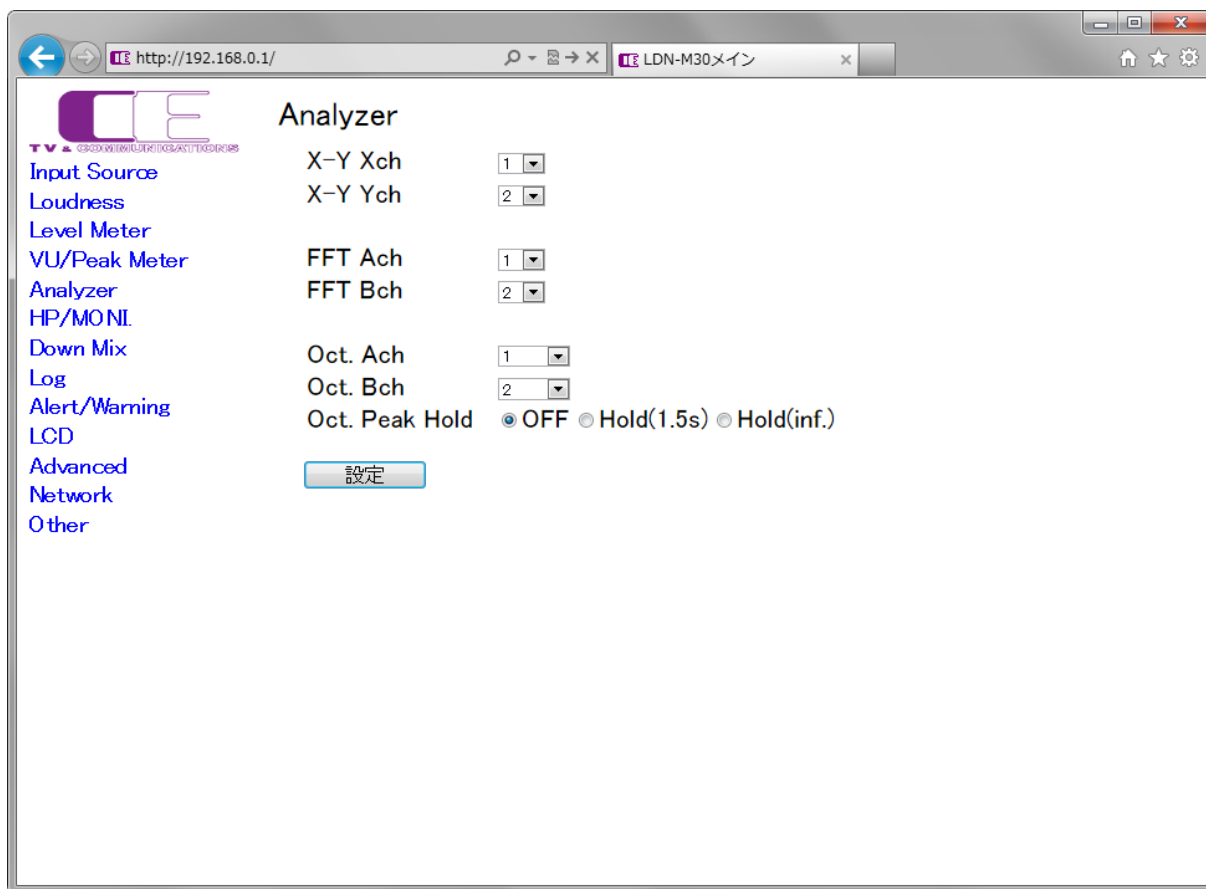 http://192.168.0.1/
LDN-M30メイン
CE
TV & COMMUNICATIONS
Input Source
Loudness
Level Meter
VU/Peak Meter
Analyzer
HP/MONI.
Down Mix
Log
Alert/Warning
LCD
Advanced
Network
Other
Analyzer
X-Y Xch 1
X-Y Ych 2
FFT Ach 1
FFT Bch 2
Oct. Ach 1
Oct. Bch 2
Oct. Peak Hold OFF Hold(1.5s) Hold(inf.)
設定